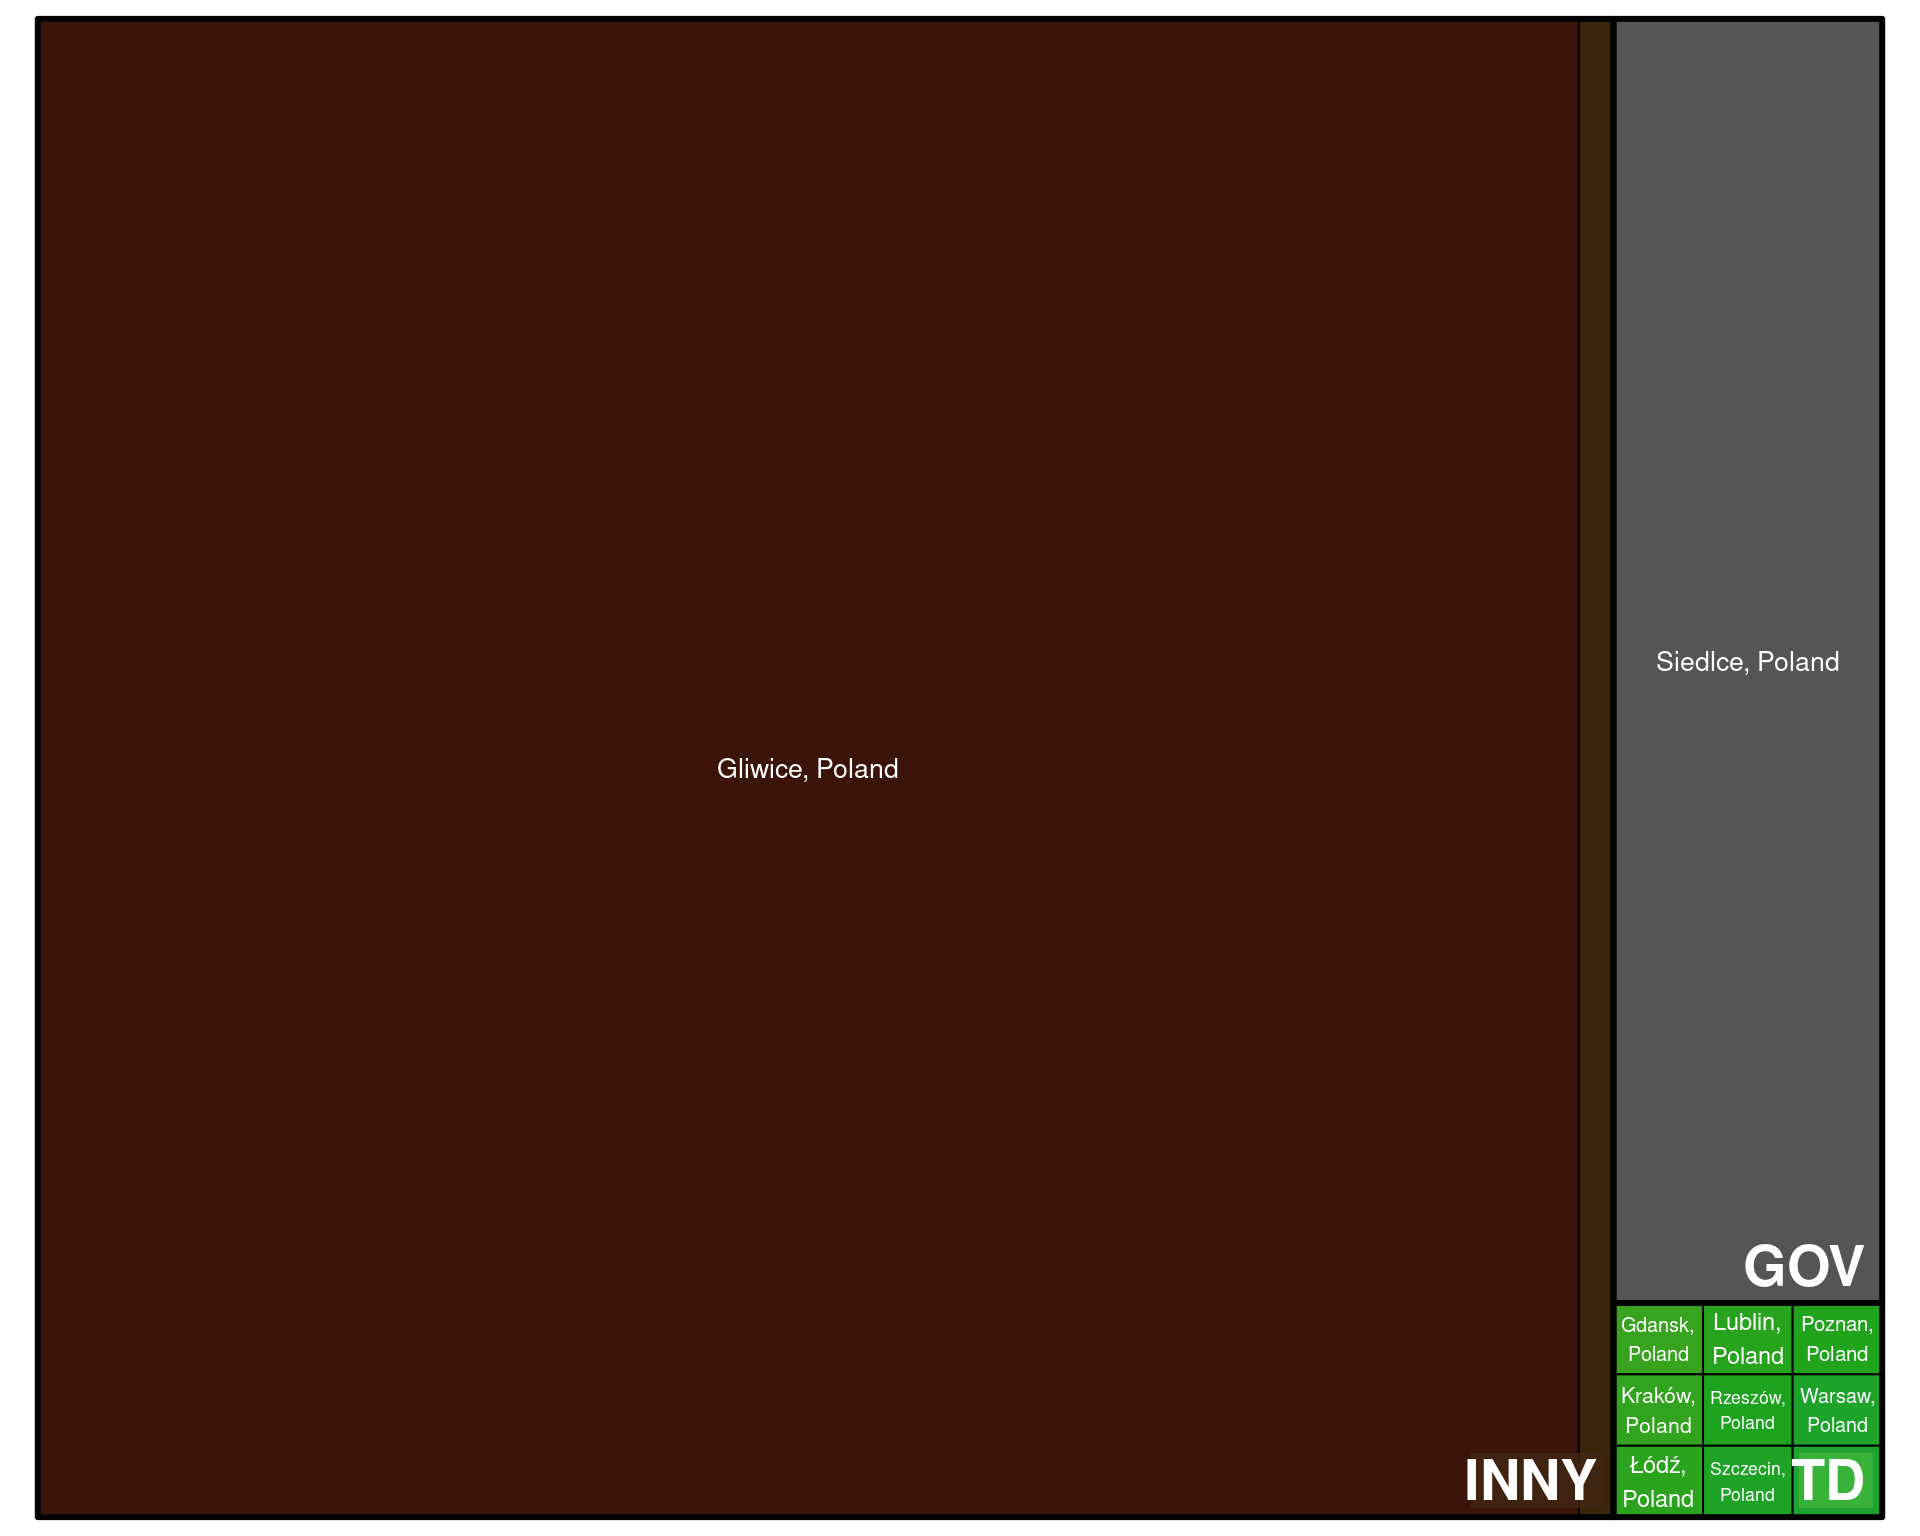 Gliwice, Poland
INNY
Siedlce, Poland
GOV
Gdansk,
Poland
Lublin,
Poland
Poznan,
Poland
Kraków,
Poland
Rzeszów,
Poland
Warsaw,
Poland
Łódź,
Poland
Szczecin,
Poland
TD